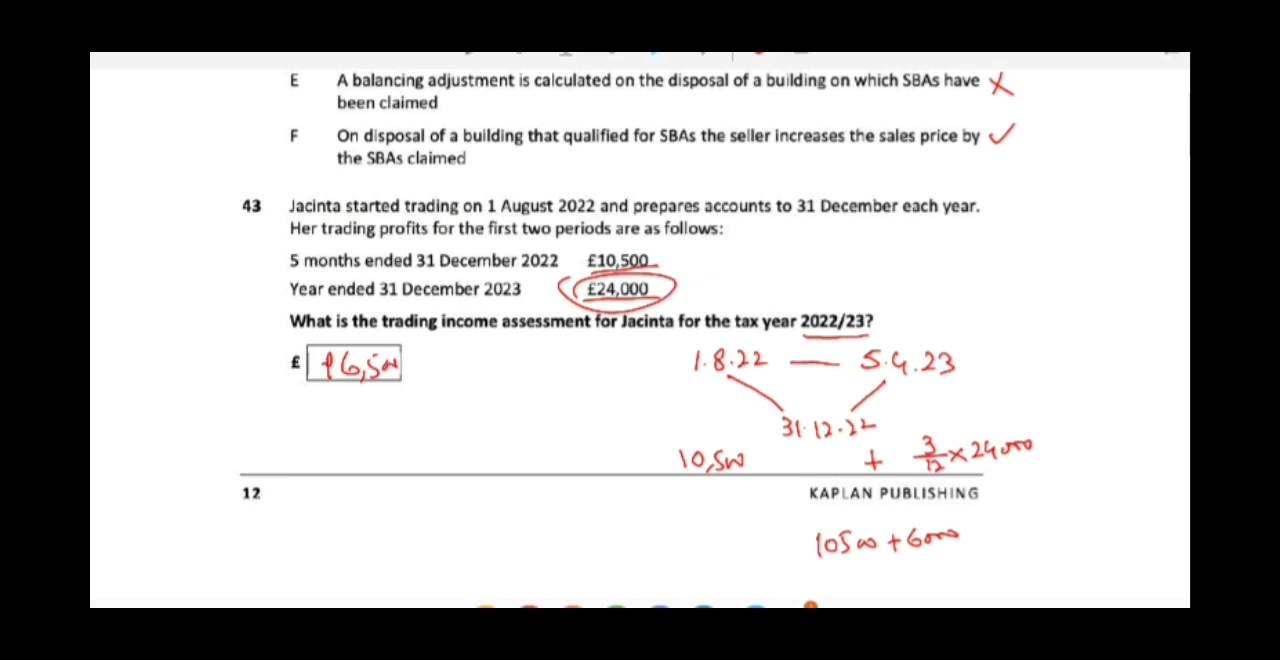 E A balancing adjustment is calculated on the disposal of a building on which SBAs have ✗
been claimed
F On disposal of a building that qualified for SBAs the seller increases the sales price by ✓
the SBAs claimed
43 Jacinta started trading on 1 August 2022 and prepares accounts to 31 December each year.
Her trading profits for the first two periods are as follows:
5 months ended 31 December 2022 £10,500
Year ended 31 December 2023 £24,000
What is the trading income assessment for Jacinta for the tax year 2022/23?
£ 16,500 1.8.22 — 5.4.23
31.12.22
10,500 + 3/12 × 24000
12 KAPLAN PUBLISHING
10500 + 6000